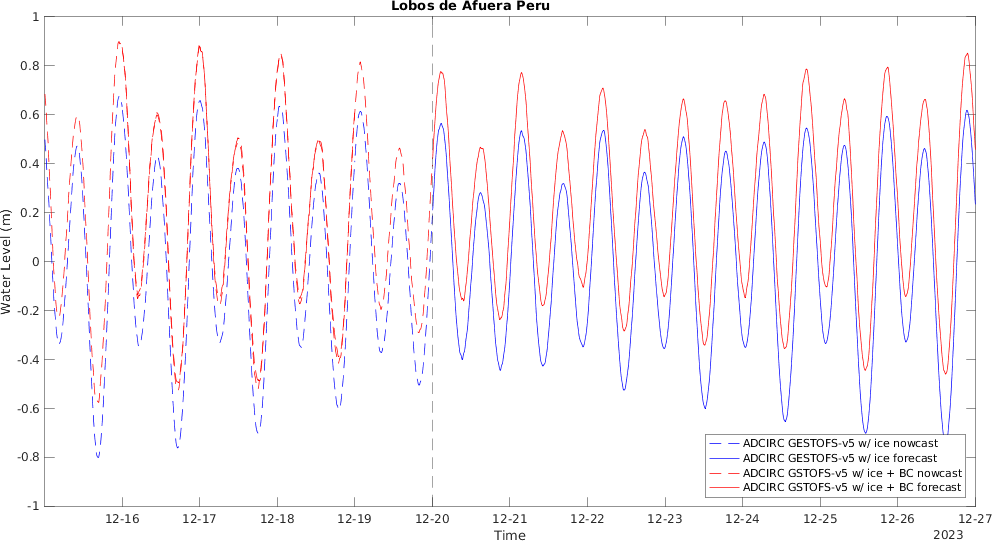 Lobos de Afuera Peru
1
0.8
0.6
0.4
0.2
0
-0.2
-0.4
-0.6
-0.8
-1
Water Level (m)
ADCIRC GESTOFS-v5 w/ ice nowcast
ADCIRC GESTOFS-v5 w/ ice forecast
ADCIRC GSTOFS-v5 w/ ice + BC nowcast
ADCIRC GSTOFS-v5 w/ ice + BC forecast
12-16 12-17 12-18 12-19 12-20 12-21 12-22 12-23 12-24 12-25 12-26 12-27
Time
2023